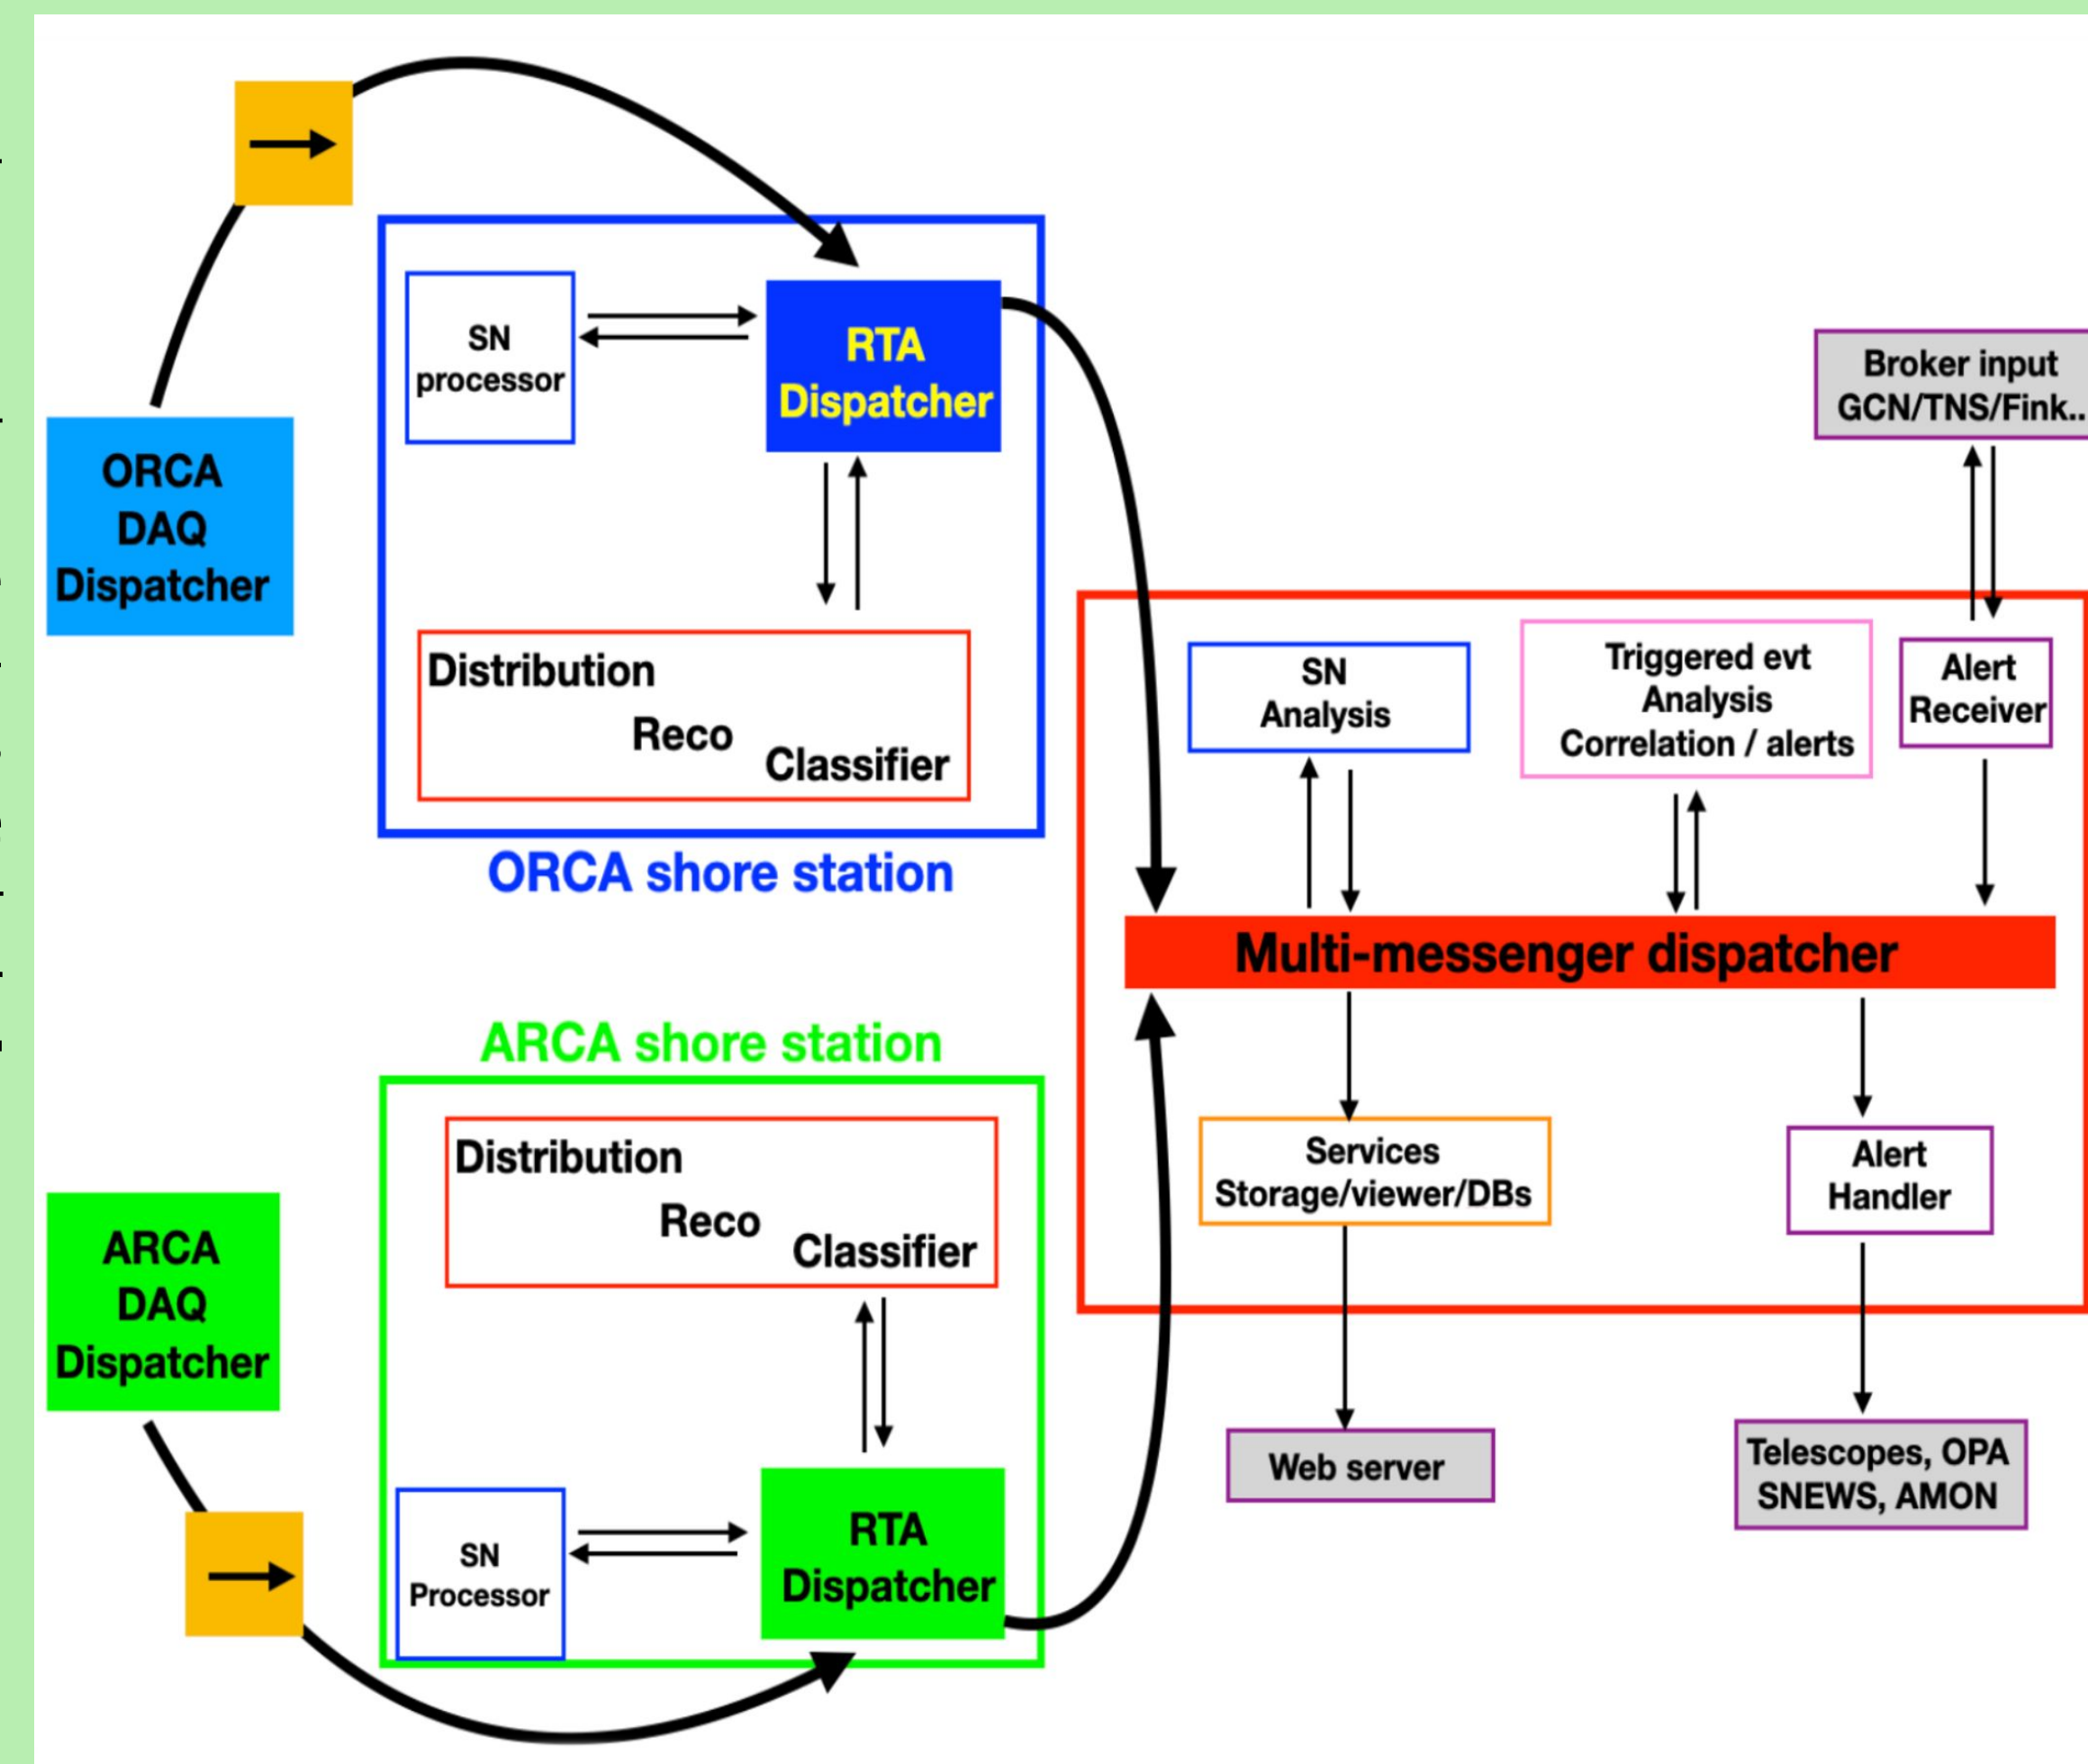 ORCA
DAQ
Dispatcher
SN
processor
RTA
Dispatcher
Distribution
Reco
Classifier
ORCA shore station
ARCA shore station
Distribution
Reco
Classifier
ARCA
DAQ
Dispatcher
SN
Processor
RTA
Dispatcher
Broker input
GCN/TNS/Fink..
SN
Analysis
Triggered evt
Analysis
Correlation / alerts
Alert
Receiver
Multi-messenger dispatcher
Services
Storage/viewer/DBs
Alert
Handler
Web server
Telescopes, OPA
SNEWS, AMON